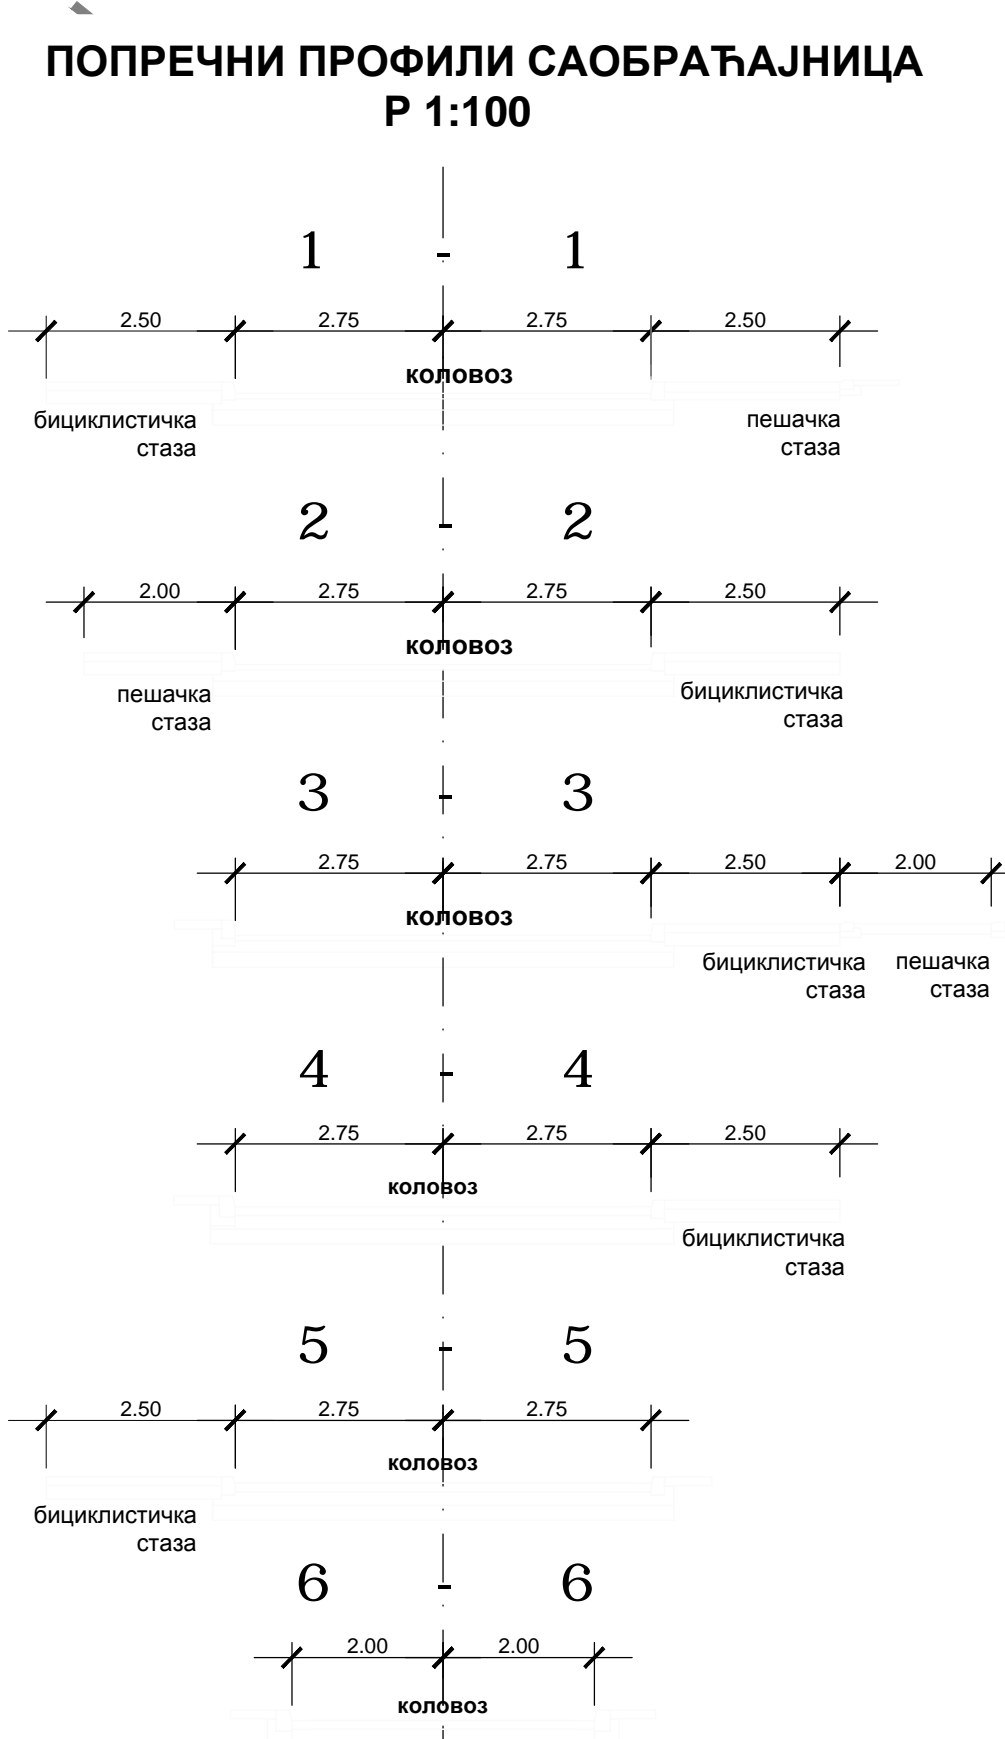 ПОПРЕЧНИ ПРОФИЛИ САОБРАЋАЈНИЦА
Р 1:100
1 - 1
2.50 2.75 2.75 2.50
коловоз
бициклистичка
стаза
пешачка
стаза
2 - 2
2.00 2.75 2.75 2.50
коловоз
пешачка
стаза
бициклистичка
стаза
3 - 3
2.75 2.75 2.50 2.00
коловоз
бициклистичка
стаза
пешачка
стаза
4 - 4
2.75 2.75 2.50
коловоз
бициклистичка
стаза
5 - 5
2.50 2.75 2.75
коловоз
бициклистичка
стаза
6 - 6
2.00 2.00
коловоз